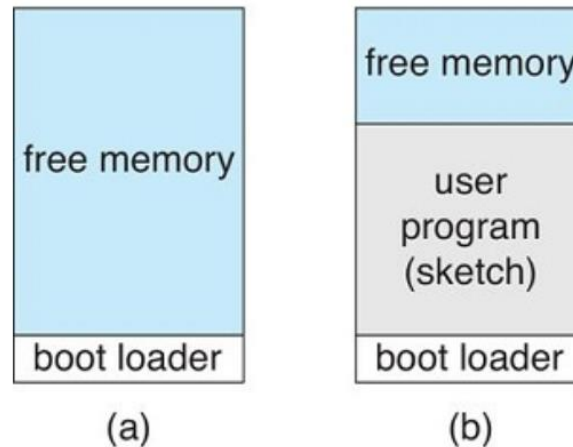 free memory
boot loader
(a)
free memory
user
program
(sketch)
boot loader
(b)